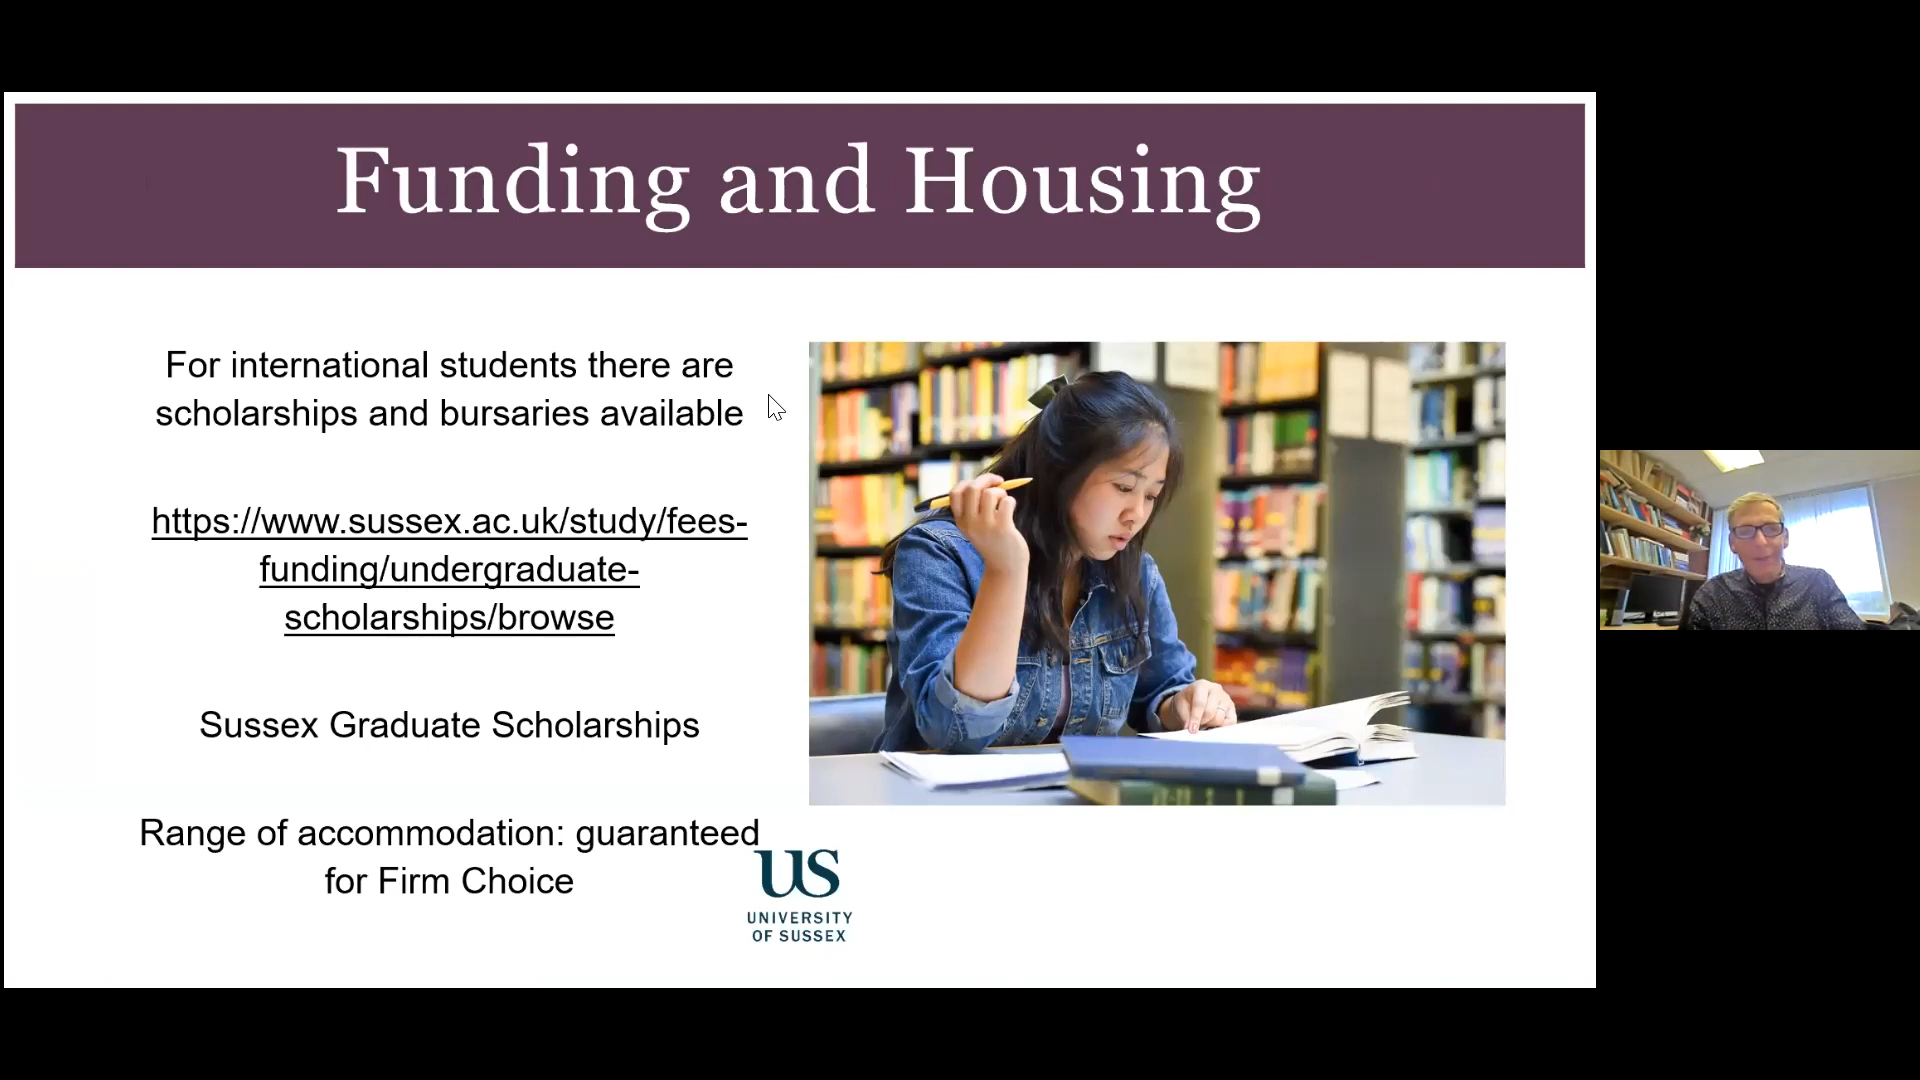 Funding and Housing
For international students there are
scholarships and bursaries available
https://www.sussex.ac.uk/study/fees-
funding/undergraduate-
scholarships/browse
Sussex Graduate Scholarships
Range of accommodation: guaranteed
for Firm Choice
US
UNIVERSITY
OF SUSSEX